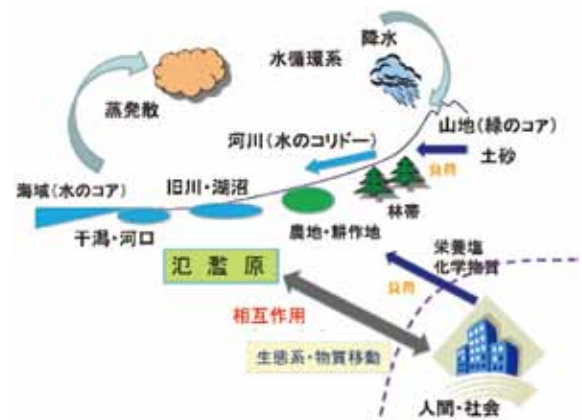 降水
水循環系
蒸発散
山地(緑のコア)
河川(水のコリドー)
負荷
土砂
海域(水のコア)
旧川・湖沼
林帯
干潟・河口
農地・耕作地
栄養塩
化学物質
氾濫原
負荷
相互作用
生態系・物質移動
人間・社会